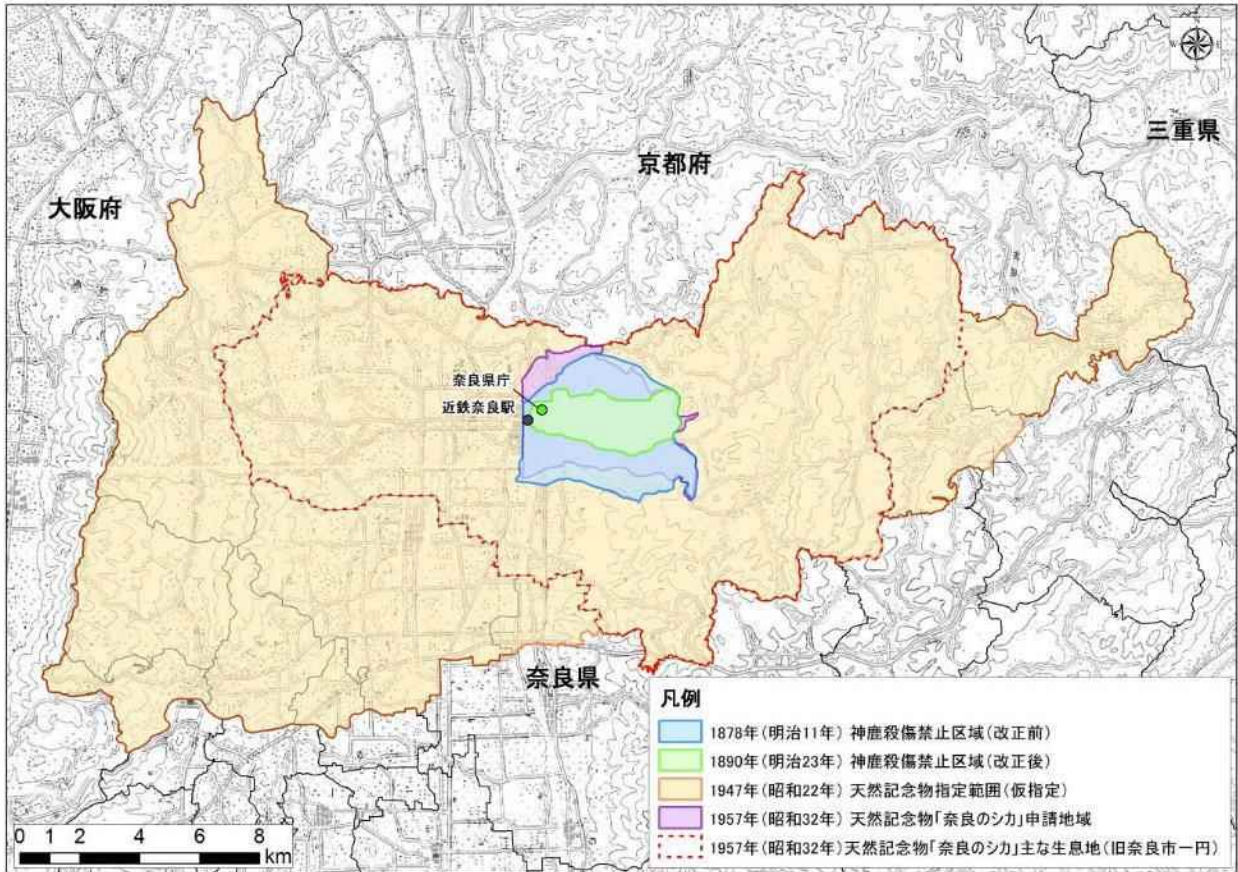 三重県
京都府
大阪府
奈良県庁
近鉄奈良駅
奈良県
凡例
1878年(明治11年) 神鹿殺傷禁止区域(改正前)
1890年(明治23年) 神鹿殺傷禁止区域(改正後)
1947年(昭和22年) 天然記念物指定範囲(仮指定)
1957年(昭和32年) 天然記念物「奈良のシカ」申請地域
1957年(昭和32年)天然記念物「奈良のシカ」主な生息地(旧奈良市一円)
0 1 2 4 6 8
km